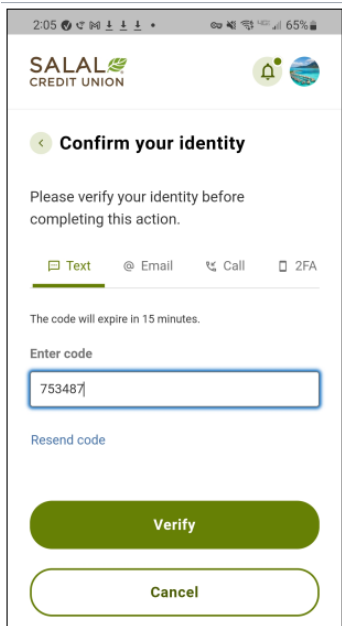 2:05 65%
SALAL
CREDIT UNION
Confirm your identity
Please verify your identity before
completing this action.
Text @ Email Call 2FA
The code will expire in 15 minutes.
Enter code
753487
Resend code
Verify
Cancel